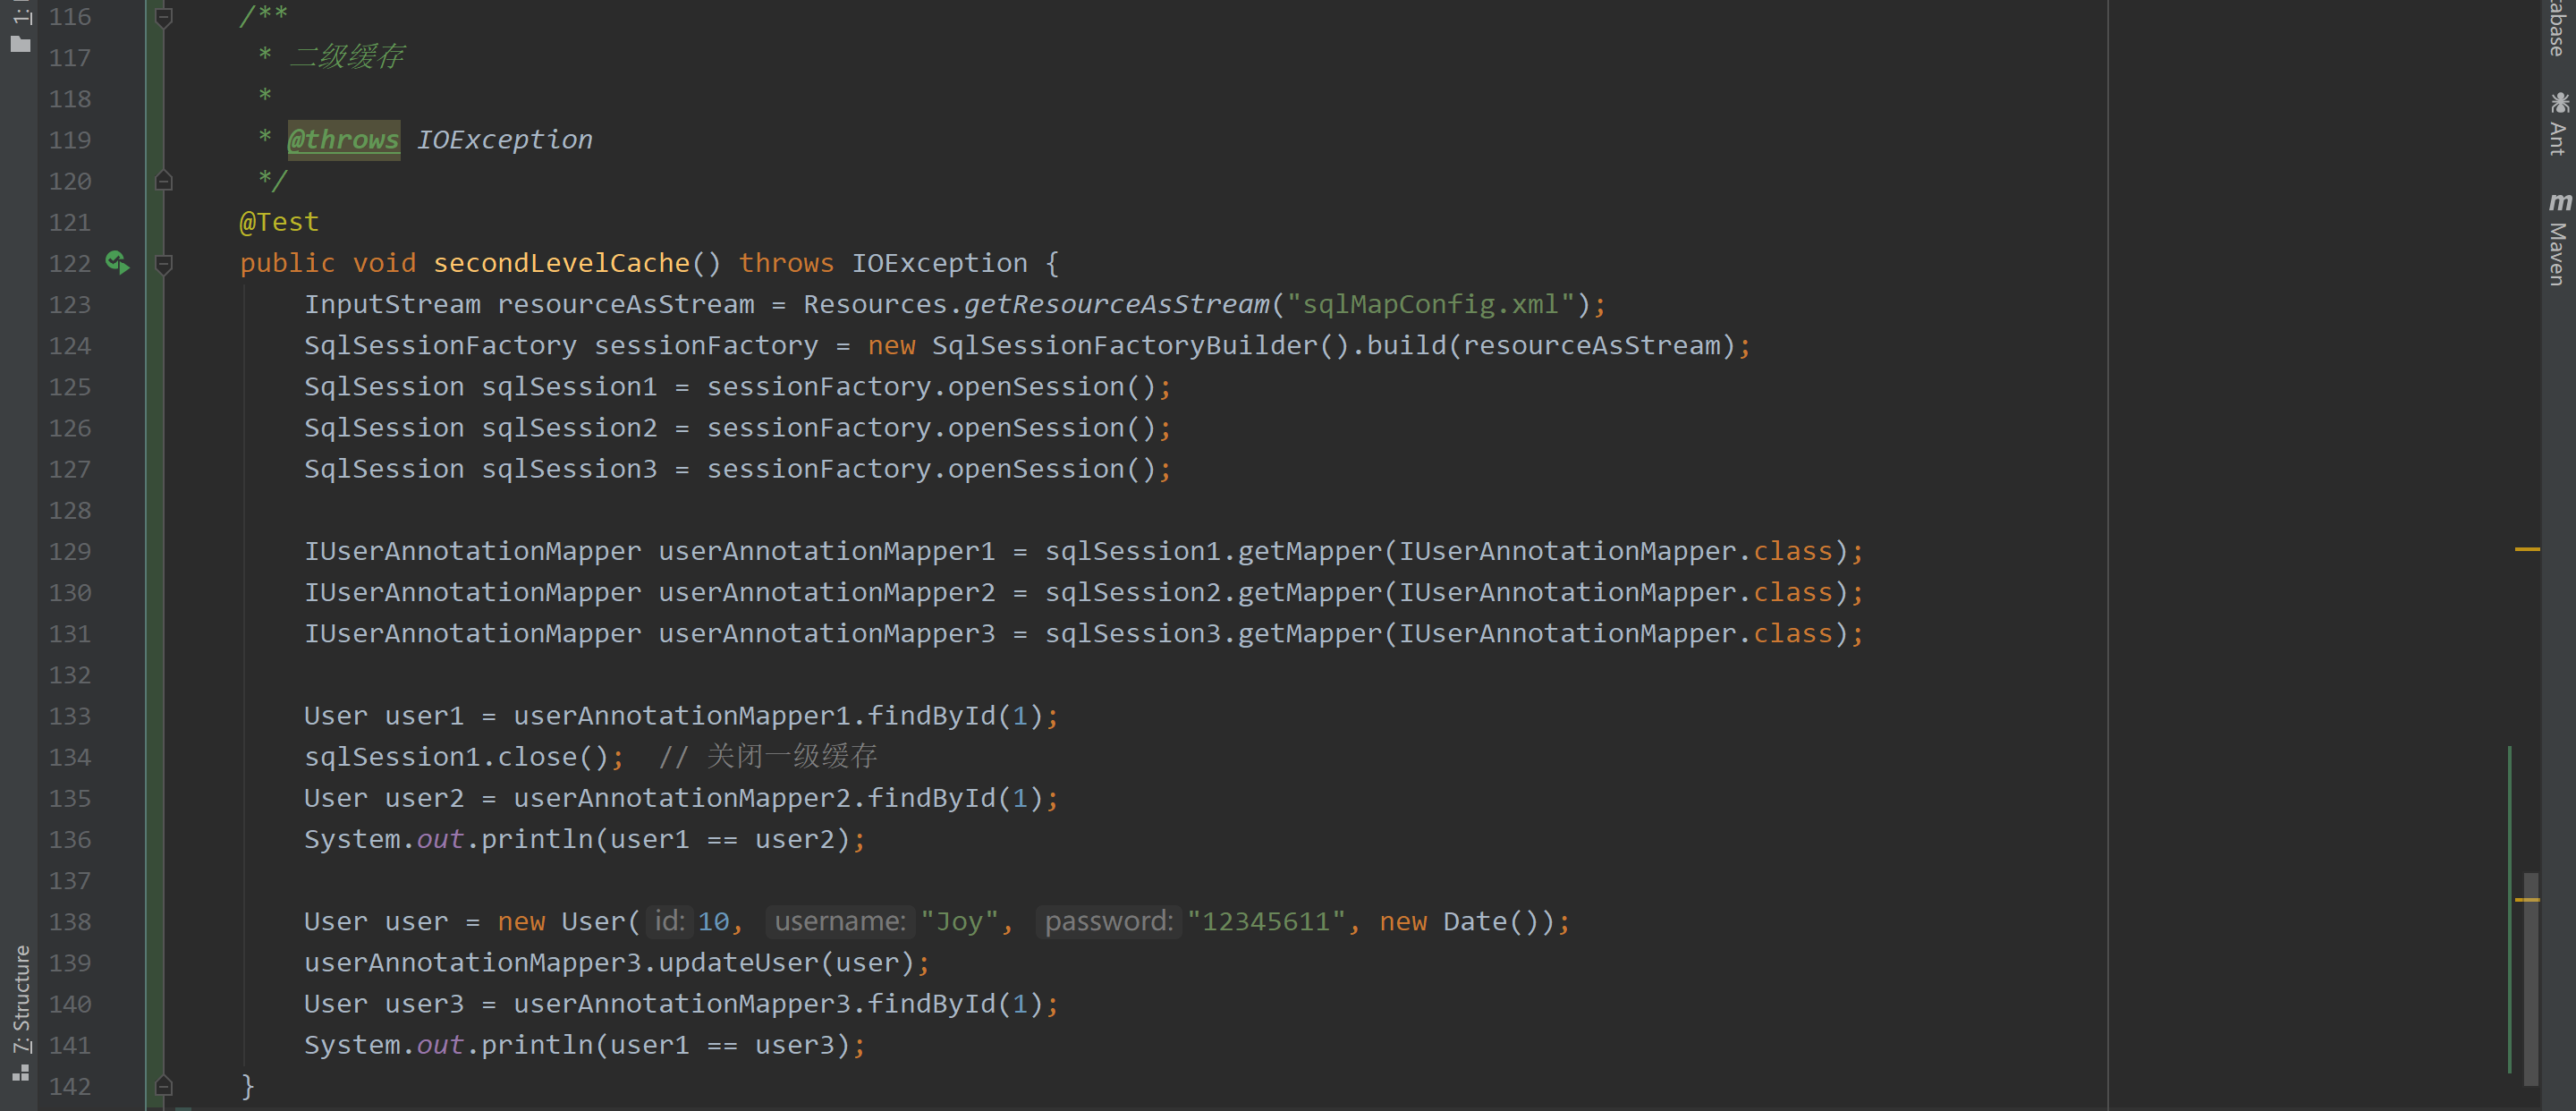 116 /**
117 * 二级缓存
118 *
119 * @throws IOException
120 */
121 @Test
122 public void secondLevelCache() throws IOException {
123 InputStream resourceAsStream = Resources.getResourceAsStream("sqlMapConfig.xml");
124 SqlSessionFactory sessionFactory = new SqlSessionFactoryBuilder().build(resourceAsStream);
125 SqlSession sqlSession1 = sessionFactory.openSession();
126 SqlSession sqlSession2 = sessionFactory.openSession();
127 SqlSession sqlSession3 = sessionFactory.openSession();
128
129 IUserAnnotationMapper userAnnotationMapper1 = sqlSession1.getMapper(IUserAnnotationMapper.class);
130 IUserAnnotationMapper userAnnotationMapper2 = sqlSession2.getMapper(IUserAnnotationMapper.class);
131 IUserAnnotationMapper userAnnotationMapper3 = sqlSession3.getMapper(IUserAnnotationMapper.class);
132
133 User user1 = userAnnotationMapper1.findById(1);
134 sqlSession1.close(); // 关闭一级缓存
135 User user2 = userAnnotationMapper2.findById(1);
136 System.out.println(user1 == user2);
137
138 User user = new User( id: 10, username: "Joy", password: "12345611", new Date());
139 userAnnotationMapper3.updateUser(user);
140 User user3 = userAnnotationMapper3.findById(1);
141 System.out.println(user1 == user3);
142 }
1:
7: Structure
Ant
m Maven